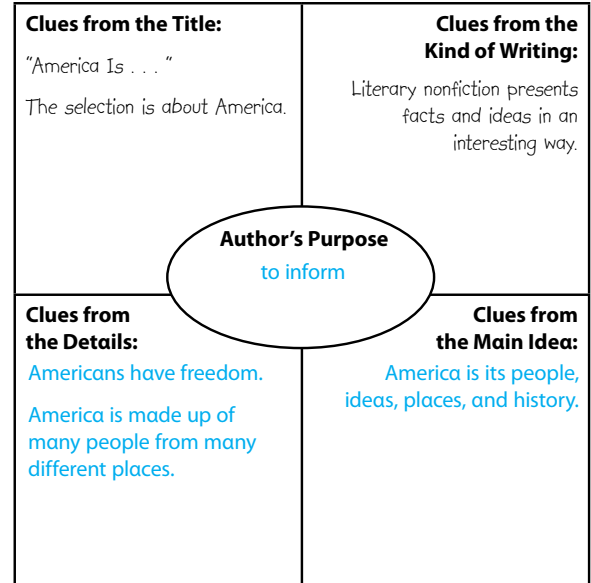 Clues from the Title:
"America Is . . . "
The selection is about America.
Clues from the
Kind of Writing:
Literary nonfiction presents
facts and ideas in an
interesting way.
Author's Purpose
to inform
Clues from
the Details:
Americans have freedom.
America is made up of
many people from many
different places.
Clues from
the Main Idea:
America is its people,
ideas, places, and history.